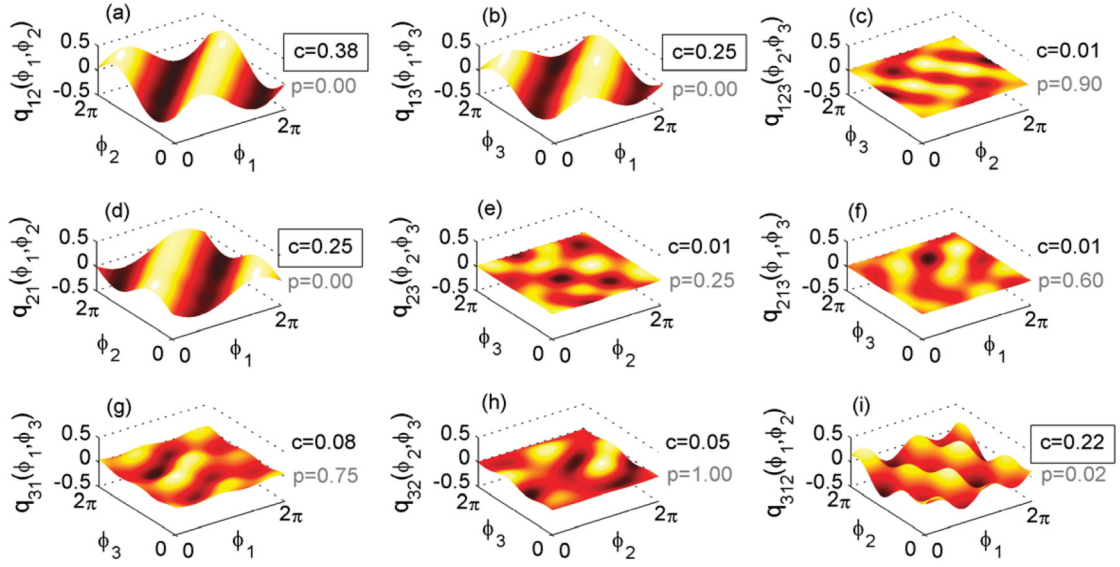 (a)
q12(ϕ1,ϕ2)
0.5
0
-0.5
2π
ϕ2
0
0
ϕ1
2π
c=0.38
p=0.00
(b)
q13(ϕ1,ϕ3)
0.5
0
-0.5
2π
ϕ3
0
0
ϕ1
2π
c=0.25
p=0.00
(c)
q123(ϕ2,ϕ3)
0.5
0
-0.5
2π
ϕ3
0
0
ϕ2
2π
c=0.01
p=0.90
(d)
q21(ϕ1,ϕ2)
0.5
0
-0.5
2π
ϕ2
0
0
ϕ1
2π
c=0.25
p=0.00
(e)
q23(ϕ2,ϕ3)
0.5
0
-0.5
2π
ϕ3
0
0
ϕ2
2π
c=0.01
p=0.25
(f)
q213(ϕ1,ϕ3)
0.5
0
-0.5
2π
ϕ3
0
0
ϕ1
2π
c=0.01
p=0.60
(g)
q31(ϕ1,ϕ3)
0.5
0
-0.5
2π
ϕ3
0
0
ϕ1
2π
c=0.08
p=0.75
(h)
q32(ϕ2,ϕ3)
0.5
0
-0.5
2π
ϕ3
0
0
ϕ2
2π
c=0.05
p=1.00
(i)
q312(ϕ1,ϕ2)
0.5
0
-0.5
2π
ϕ2
0
0
ϕ1
2π
c=0.22
p=0.02